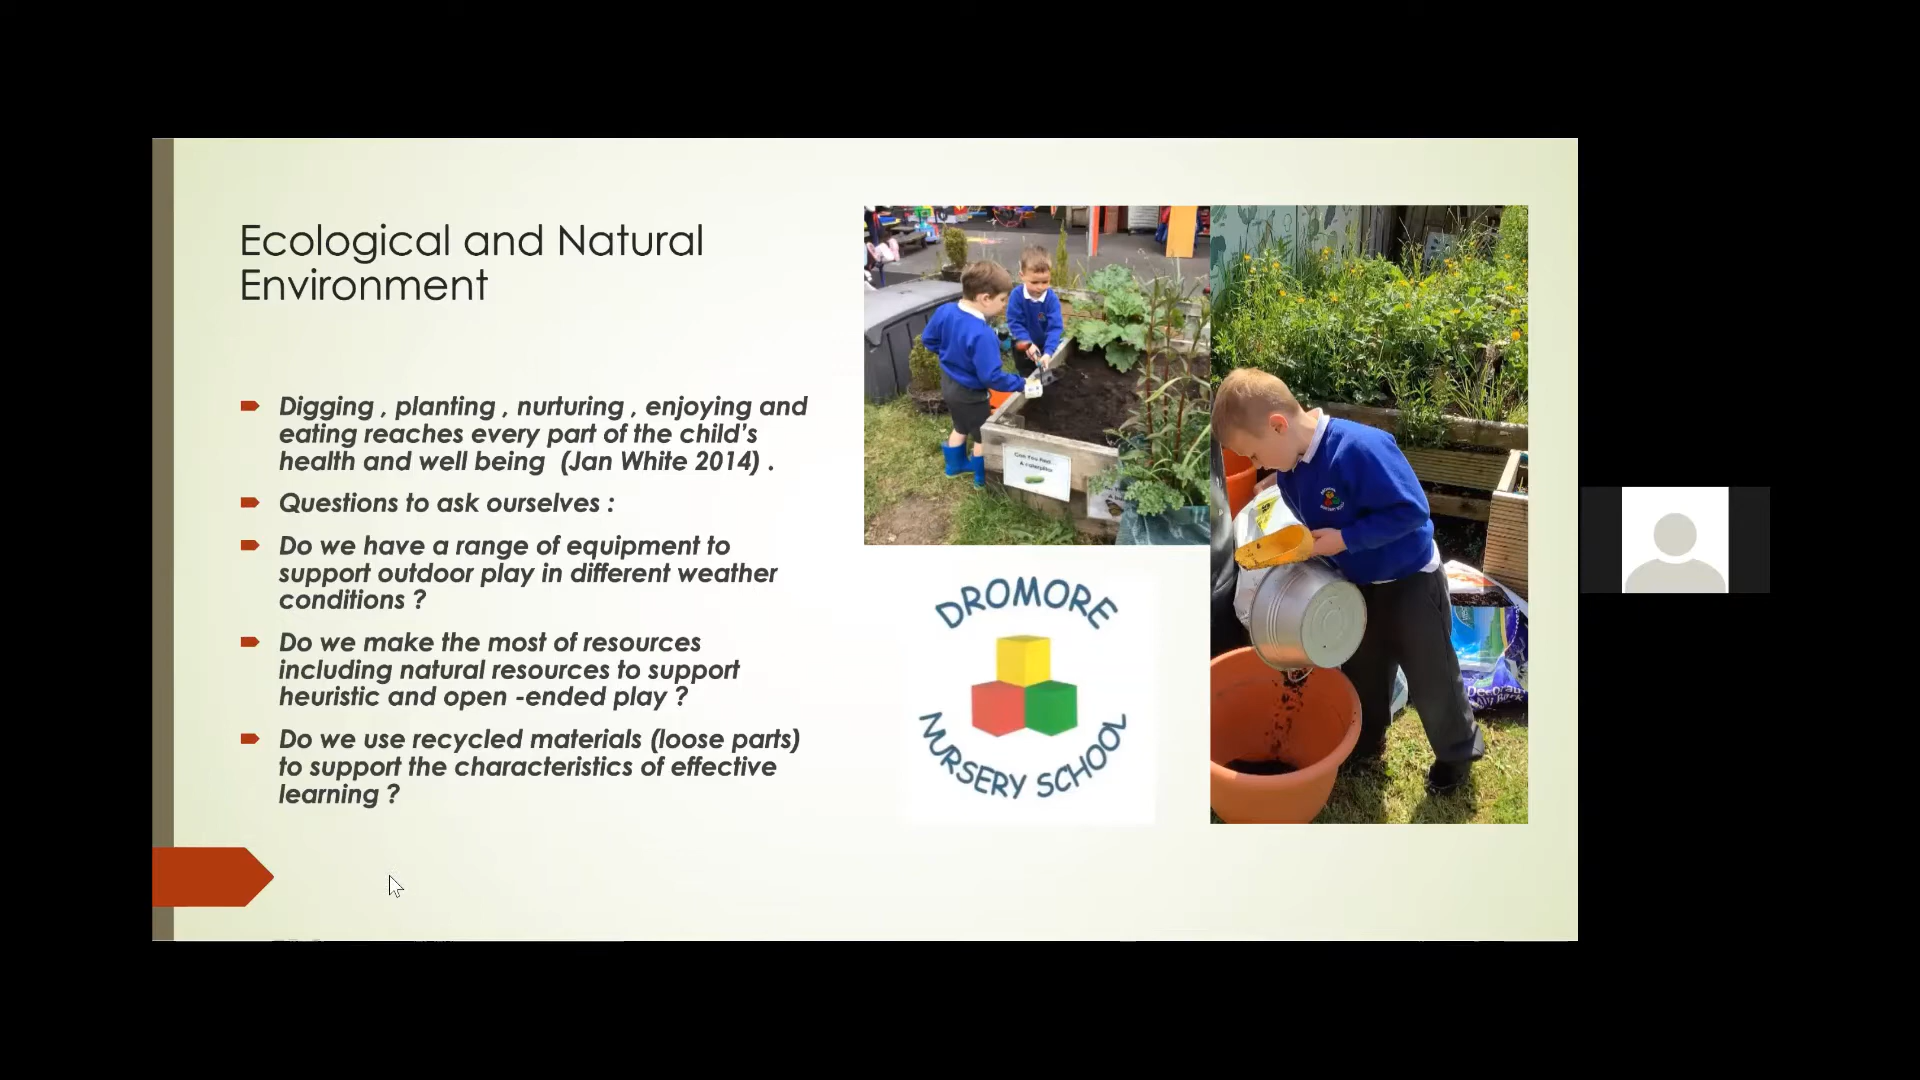 Ecological and Natural
Environment
Digging , planting , nurturing , enjoying and
eating reaches every part of the child's
health and well being (Jan White 2014) .
Questions to ask ourselves :
Do we have a range of equipment to
support outdoor play in different weather
conditions ?
Do we make the most of resources
including natural resources to support
heuristic and open -ended play ?
Do we use recycled materials (loose parts)
to support the characteristics of effective
learning ?
DROMORE
NURSERY SCHOOL